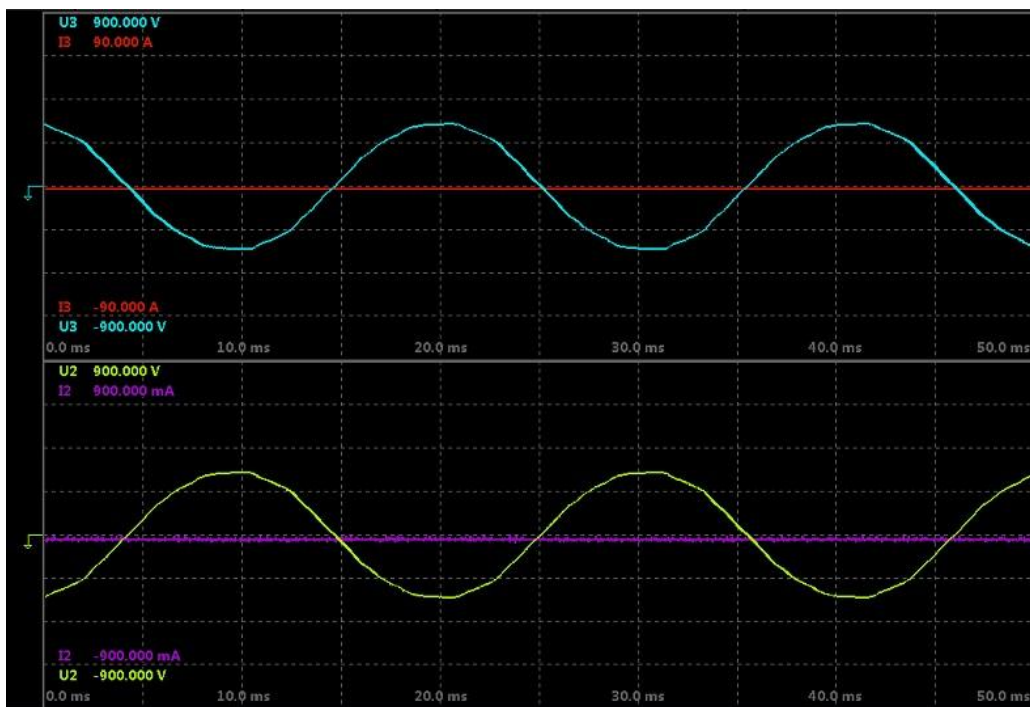 U3 900.000 V
I3 90.000 A
I3 -90.000 A
U3 -900.000 V
0.0 ms 10.0 ms 20.0 ms 30.0 ms 40.0 ms 50.0 ms
U2 900.000 V
I2 900.000 mA
I2 -900.000 mA
U2 -900.000 V
0.0 ms 10.0 ms 20.0 ms 30.0 ms 40.0 ms 50.0 ms